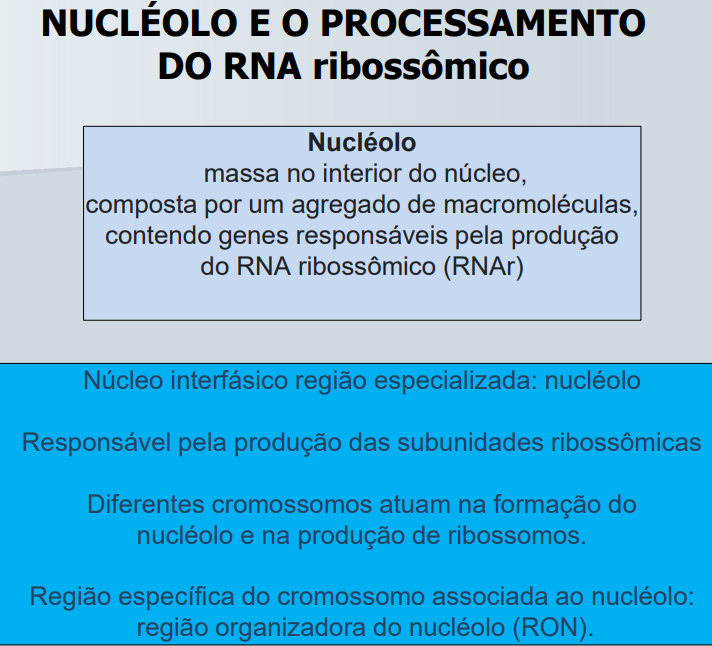 NUCLÉOLO E O PROCESSAMENTO
DO RNA ribossômico
Nucléolo
massa no interior do núcleo,
composta por um agregado de macromoléculas,
contendo genes responsáveis pela produção
do RNA ribossômico (RNAr)
Núcleo interfásico região especializada: nucléolo
Responsável pela produção das subunidades ribossômicas
Diferentes cromossomos atuam na formação do
nucléolo e na produção de ribossomos.
Região específica do cromossomo associada ao nucléolo:
região organizadora do nucléolo (RON).